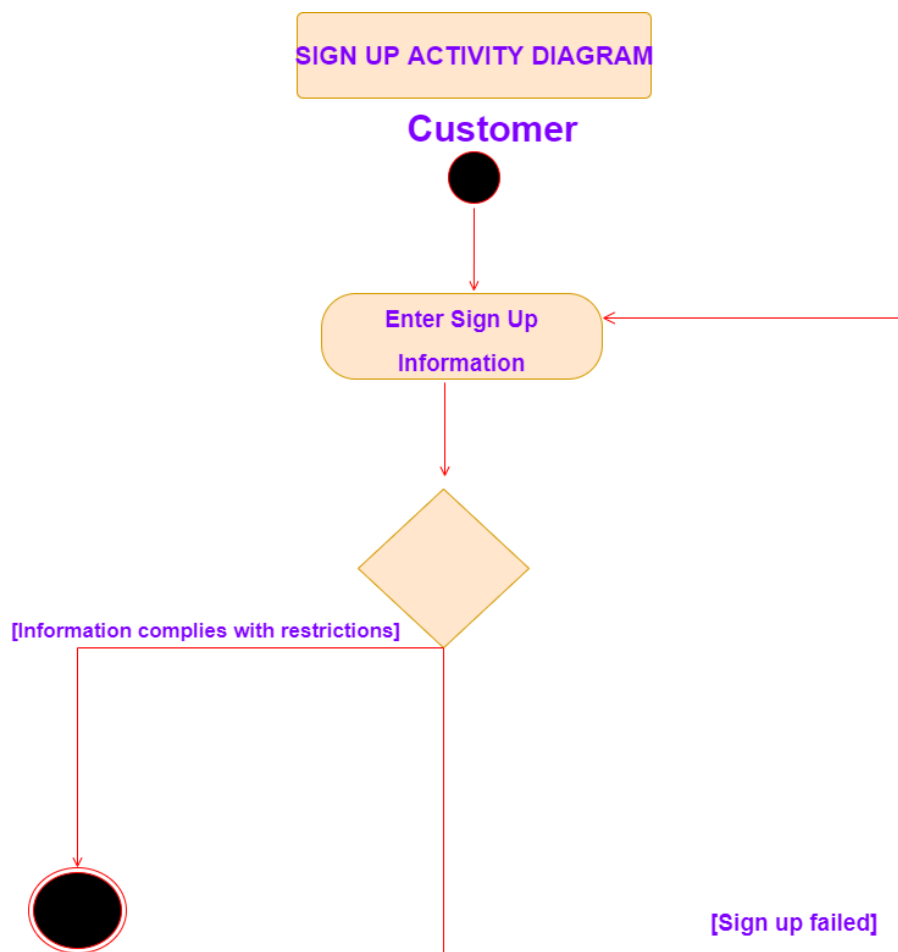 SIGN UP ACTIVITY DIAGRAM
Customer
Enter Sign Up
Information
[Information complies with restrictions]
[Sign up failed]